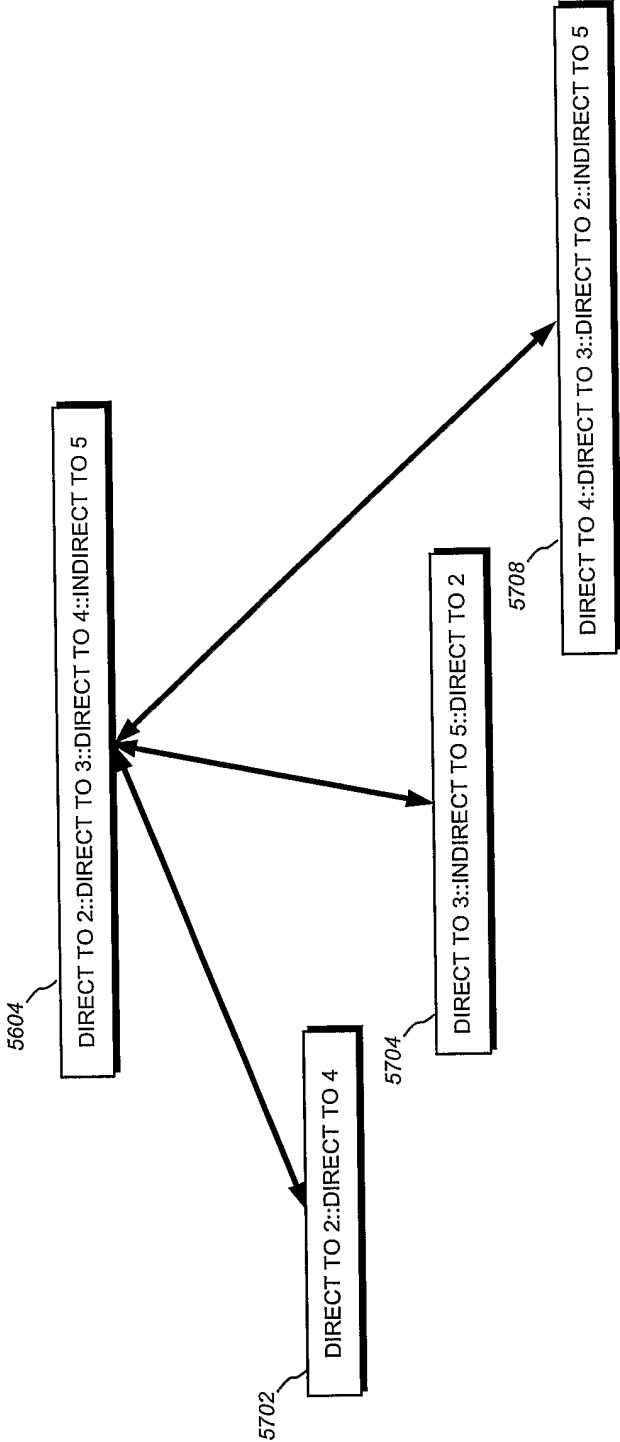 5604
DIRECT TO 2::DIRECT TO 3::DIRECT TO 4::INDIRECT TO 5
5702
DIRECT TO 2::DIRECT TO 4
5704
DIRECT TO 3::INDIRECT TO 5::DIRECT TO 2
5708
DIRECT TO 4::DIRECT TO 3::DIRECT TO 2::INDIRECT TO 5